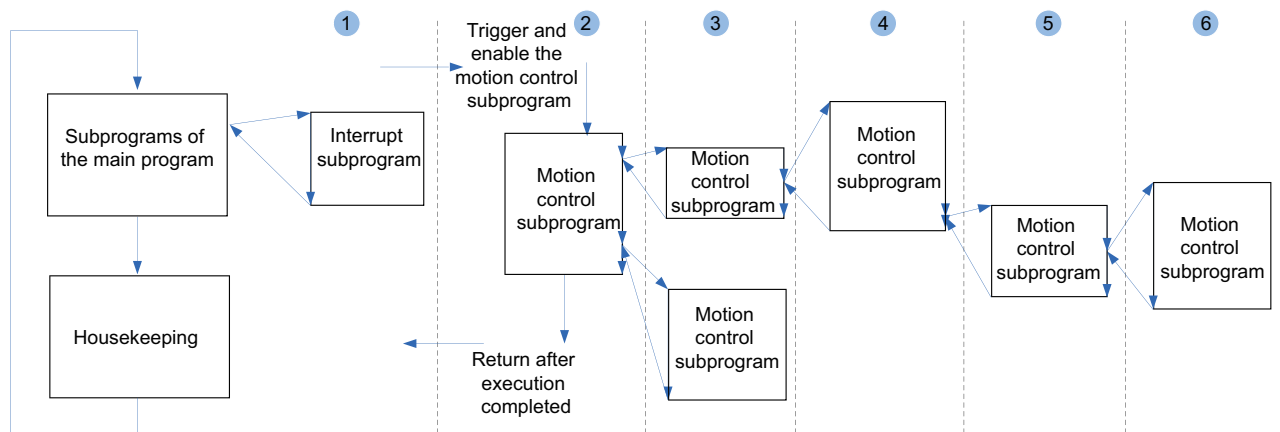 1
2
3
4
5
6
Trigger and
enable the
motion control
subprogram
Subprograms of
the main program
Interrupt
subprogram
Motion
control
subprogram
Motion
control
subprogram
Motion
control
subprogram
Motion
control
subprogram
Motion
control
subprogram
Housekeeping
Motion
control
subprogram
Return after
execution
completed